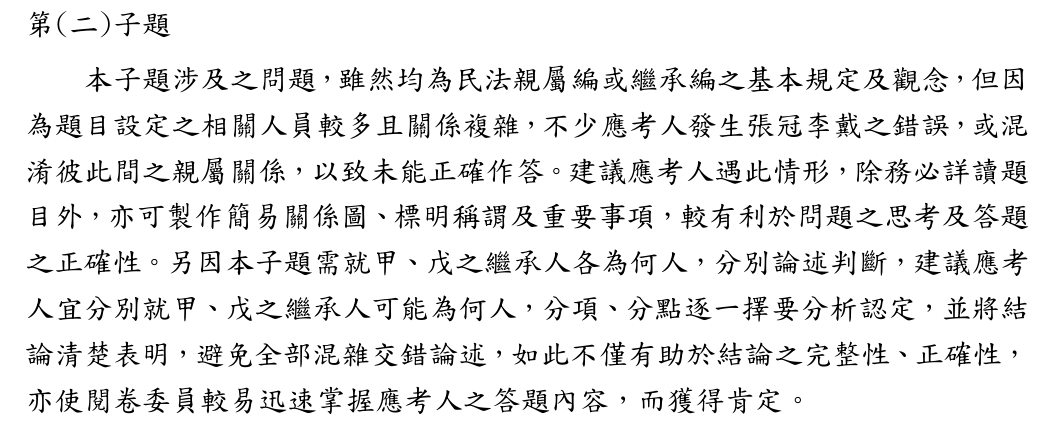 第(二)子題
本子題涉及之問題，雖然均為民法親屬編或繼承編之基本規定及觀念，但因
為題目設定之相關人員較多且關係複雜，不少應考人發生張冠李戴之錯誤，或混
淆彼此間之親屬關係，以致未能正確作答。建議應考人遇此情形，除務必詳讀題
目外，亦可製作簡易關係圖、標明稱謂及重要事項，較有利於問題之思考及答題
之正確性。另因本子題需就甲、戊之繼承人各為何人，分別論述判斷，建議應考
人宜分別就甲、戊之繼承人可能為何人，分項、分點逐一擇要分析認定，並將結
論清楚表明，避免全部混雜交錯論述，如此不僅有助於結論之完整性、正確性，
亦使閱卷委員較易迅速掌握應考人之答題內容，而獲得肯定。